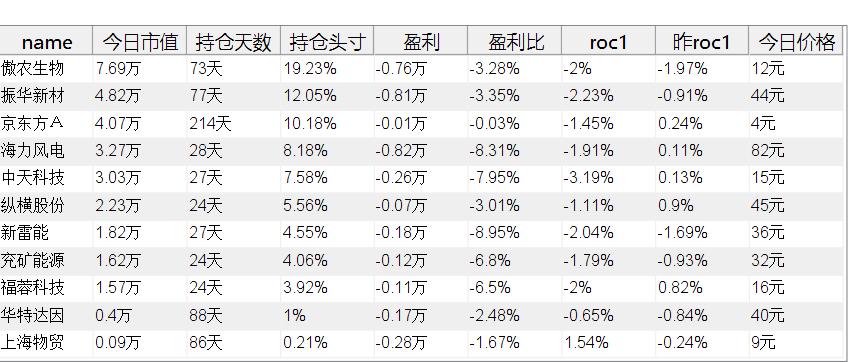 name 今日市值 持仓天数 持仓头寸 盈利 盈利比 roc1 昨roc1 今日价格
傲农生物 7.69万 73天 19.23% -0.76万 -3.28% -2% -1.97% 12元
振华新材 4.82万 77天 12.05% -0.81万 -3.35% -2.23% -0.91% 44元
京东方Ａ 4.07万 214天 10.18% -0.01万 -0.03% -1.45% 0.24% 4元
海力风电 3.27万 28天 8.18% -0.82万 -8.31% -1.91% 0.11% 82元
中天科技 3.03万 27天 7.58% -0.26万 -7.95% -3.19% 0.13% 15元
纵横股份 2.23万 24天 5.56% -0.07万 -3.01% -1.11% 0.9% 45元
新雷能 1.82万 27天 4.55% -0.18万 -8.95% -2.04% -1.69% 36元
兖矿能源 1.62万 24天 4.06% -0.12万 -6.8% -1.79% -0.93% 32元
福蓉科技 1.57万 24天 3.92% -0.11万 -6.5% -2% 0.82% 16元
华特达因 0.4万 88天 1% -0.17万 -2.48% -0.65% -0.84% 40元
上海物贸 0.09万 86天 0.21% -0.28万 -1.67% 1.54% -0.24% 9元